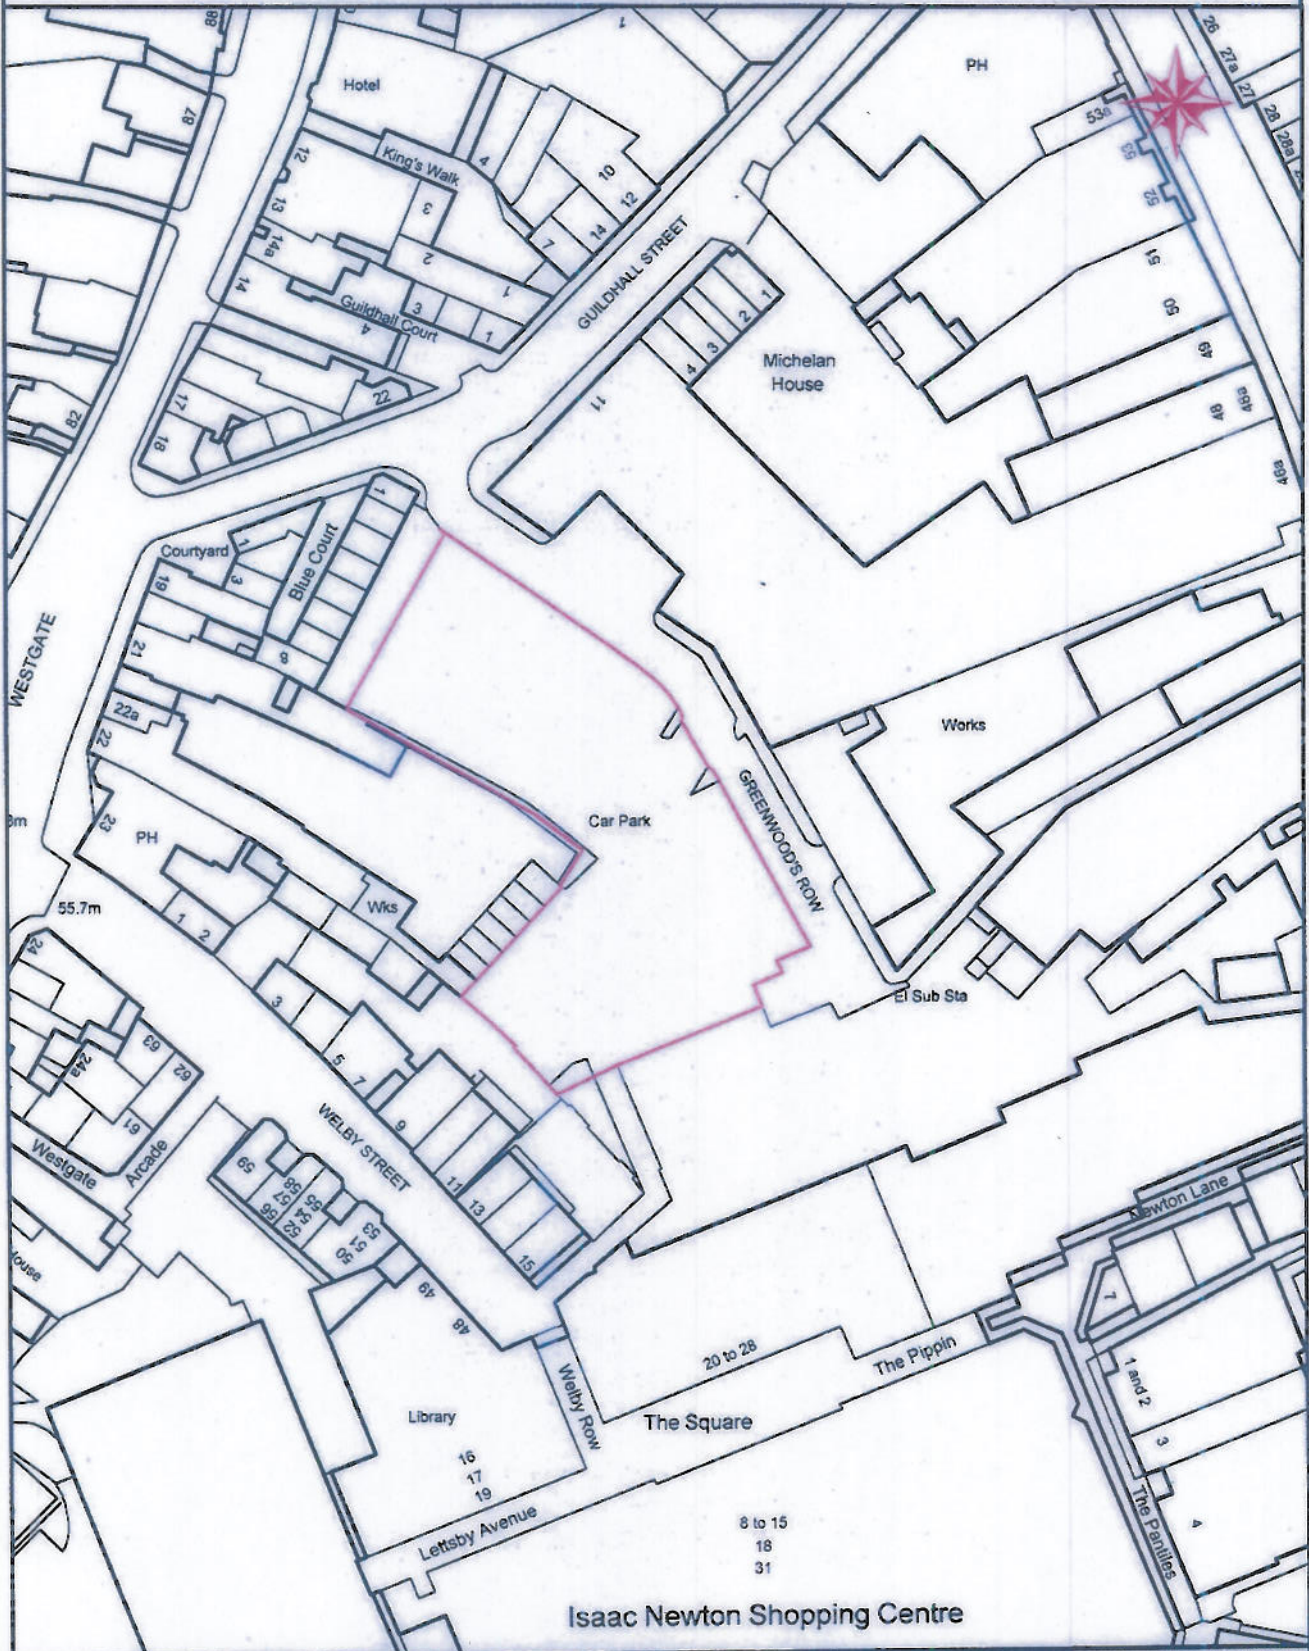 88
87
Hotel
King's Walk
12
13
14a
14
4
3
2
1
7
10
12
14
1
Guildhall Court
3
4
1
GUILDHALL STREET
PH
26
27a
27
28
28a
53a
53
52
51
50
49
48
48a
46a
1
2
3
4
11
Michelan
House
22
17
18
82
WESTGATE
Courtyard
1
3
19
21
Blue Court
1
8
22a
22
23
PH
55.7m
1
2
Wks
3
5
7
9
11
13
15
Car Park
GREENWOOD'S ROW
Works
El Sub Sta
24
24a
63
62
61
Westgate
Arcade
WELBY STREET
59
58
57
56
55
54
52
53
51
50
49
48
Newton Lane
7
20 to 28
The Pippin
The Square
Welby Row
Library
16
17
19
Lettsby Avenue
1 and 2
3
4
The Pantiles
8 to 15
18
31
Isaac Newton Shopping Centre